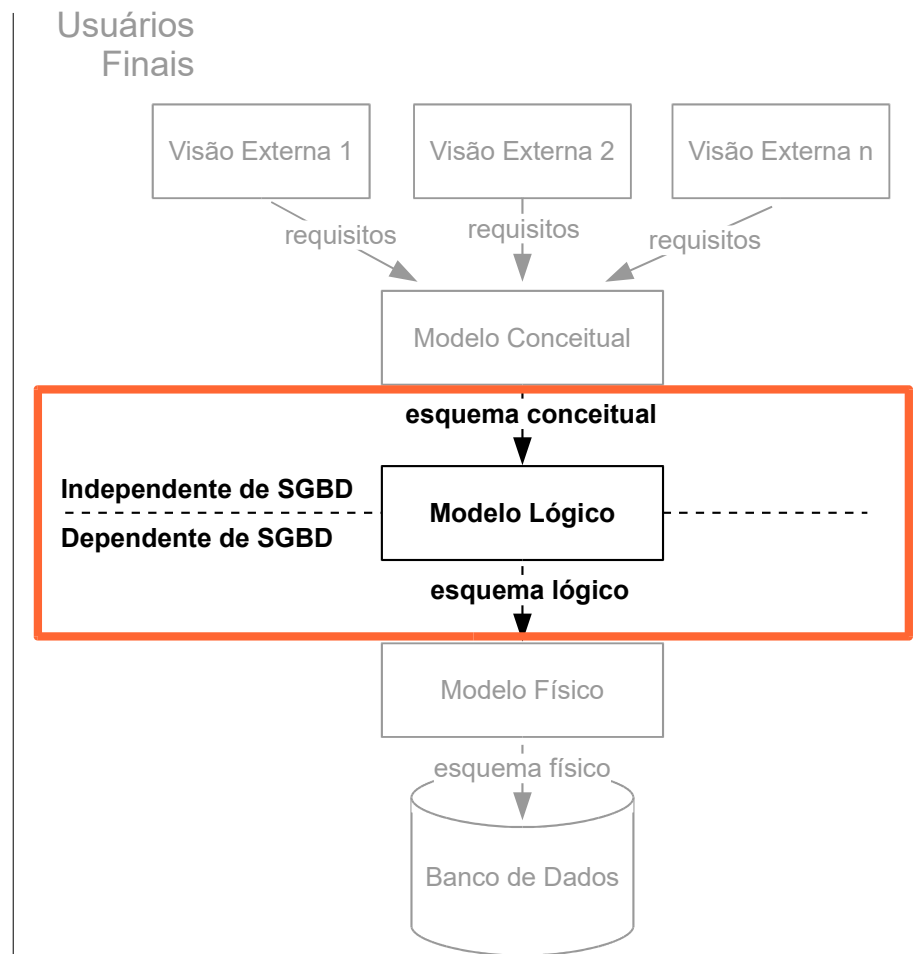 Usuários
Finais
Visão Externa 1
Visão Externa 2
Visão Externa n
requisitos
requisitos
requisitos
Modelo Conceitual
esquema conceitual
Independente de SGBD
Modelo Lógico
Dependente de SGBD
esquema lógico
Modelo Físico
esquema físico
Banco de Dados